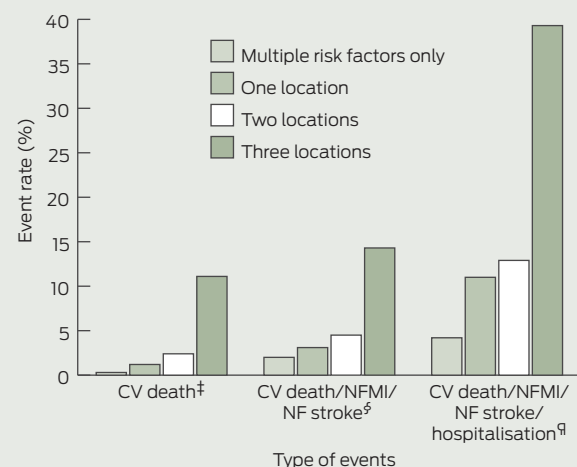 40
35
30
25
20
15
10
5
0
Event rate (%)
Multiple risk factors only
One location
Two locations
Three locations
CV death‡
CV death/NFMI/
NF stroke§
CV death/NFMI/
NF stroke/
hospitalisation¶
Type of events